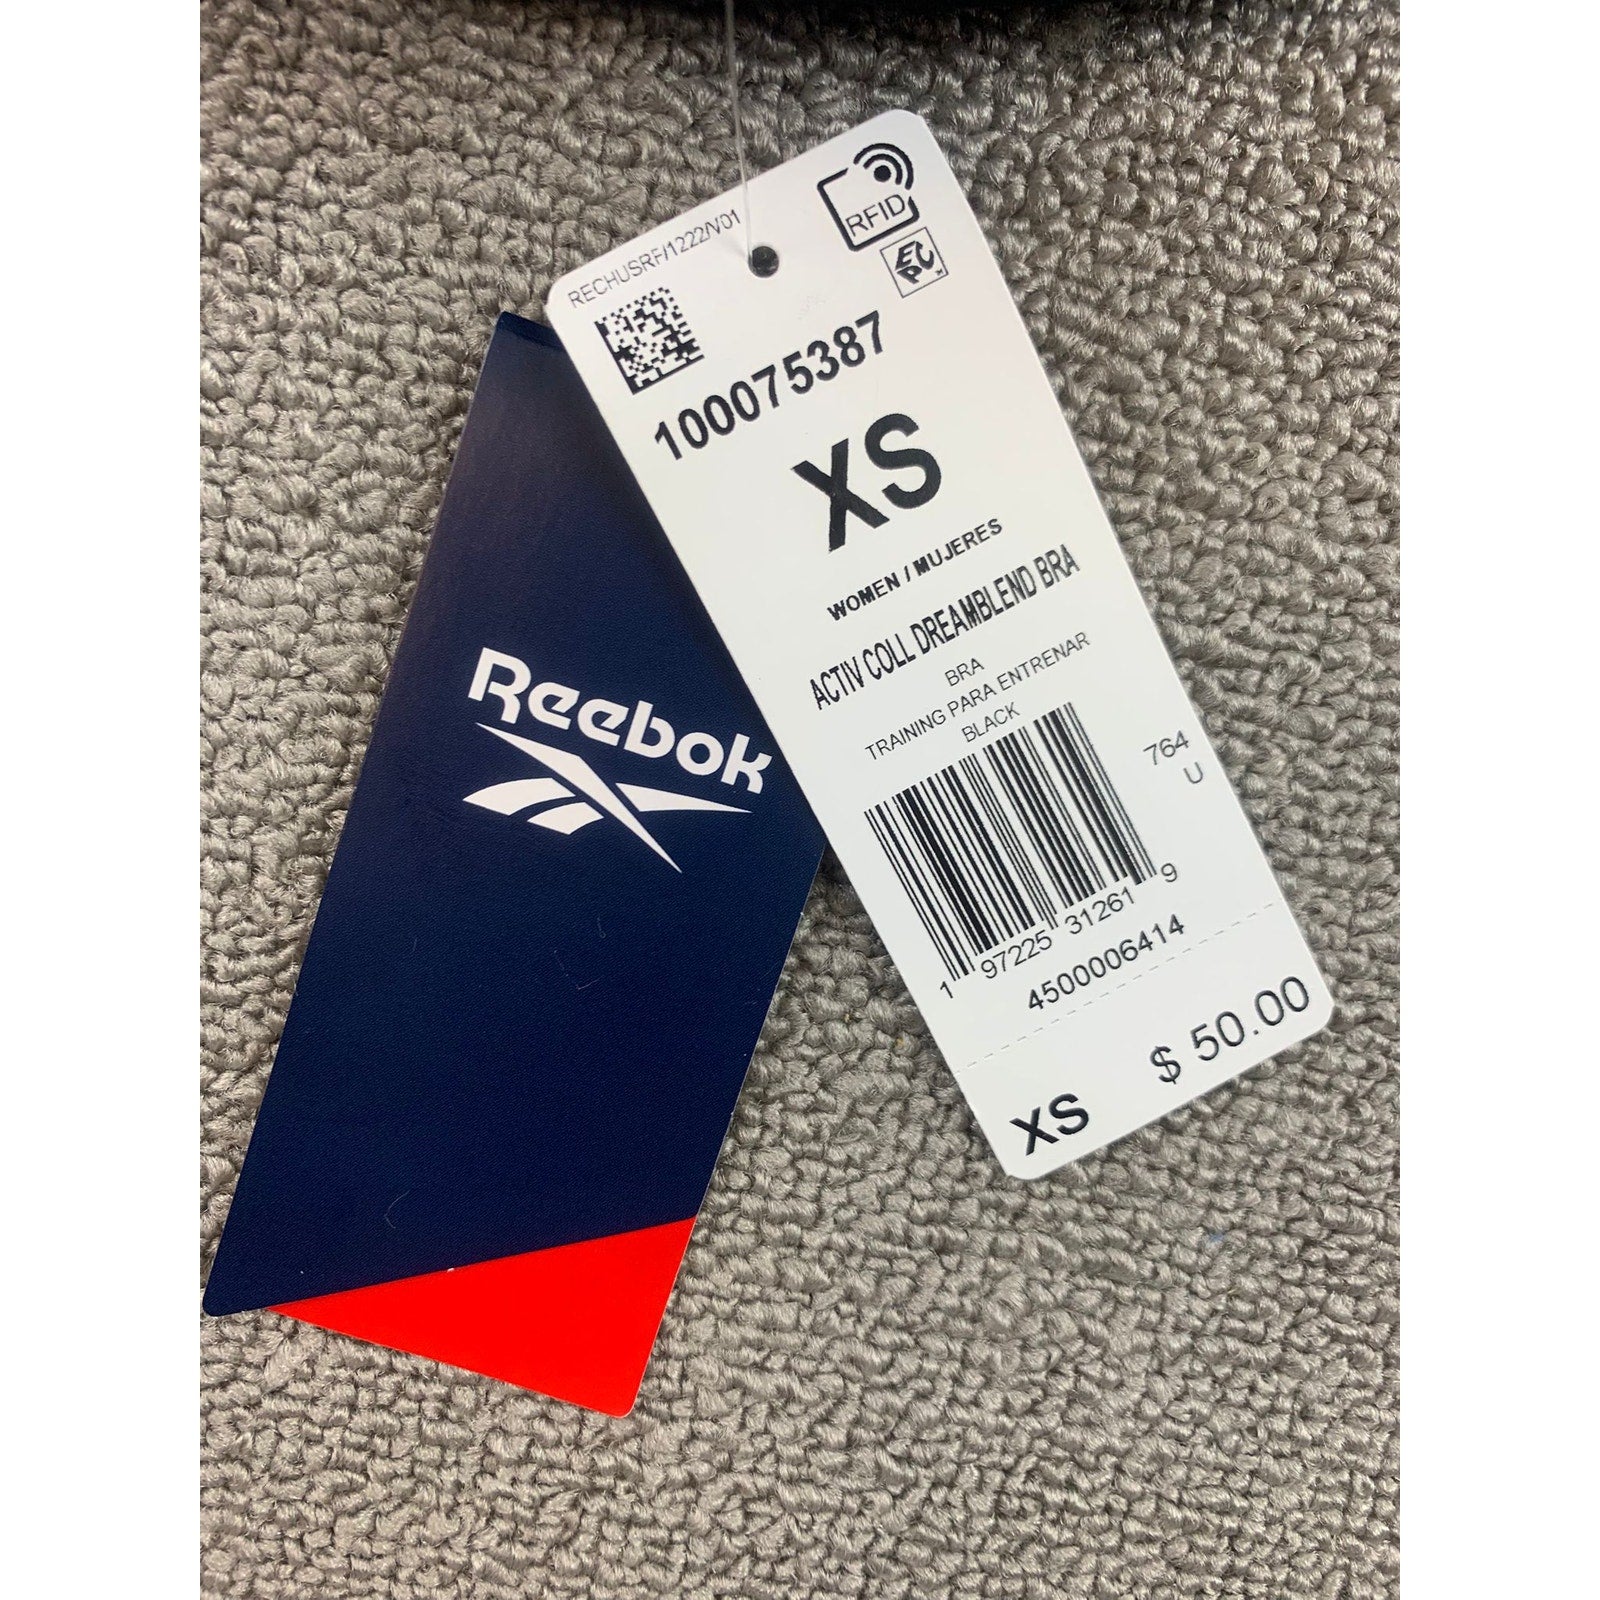 RECHUSRF/1222/V01
RFID
EPC
100075387
XS
WOMEN / MUJERES
ACTIV COLL DREAMBLEND BRA
BRA
TRAINING PARA ENTRENAR
BLACK
764
U
1 97225 31261 9
4500006414
$ 50.00
XS
Reebok